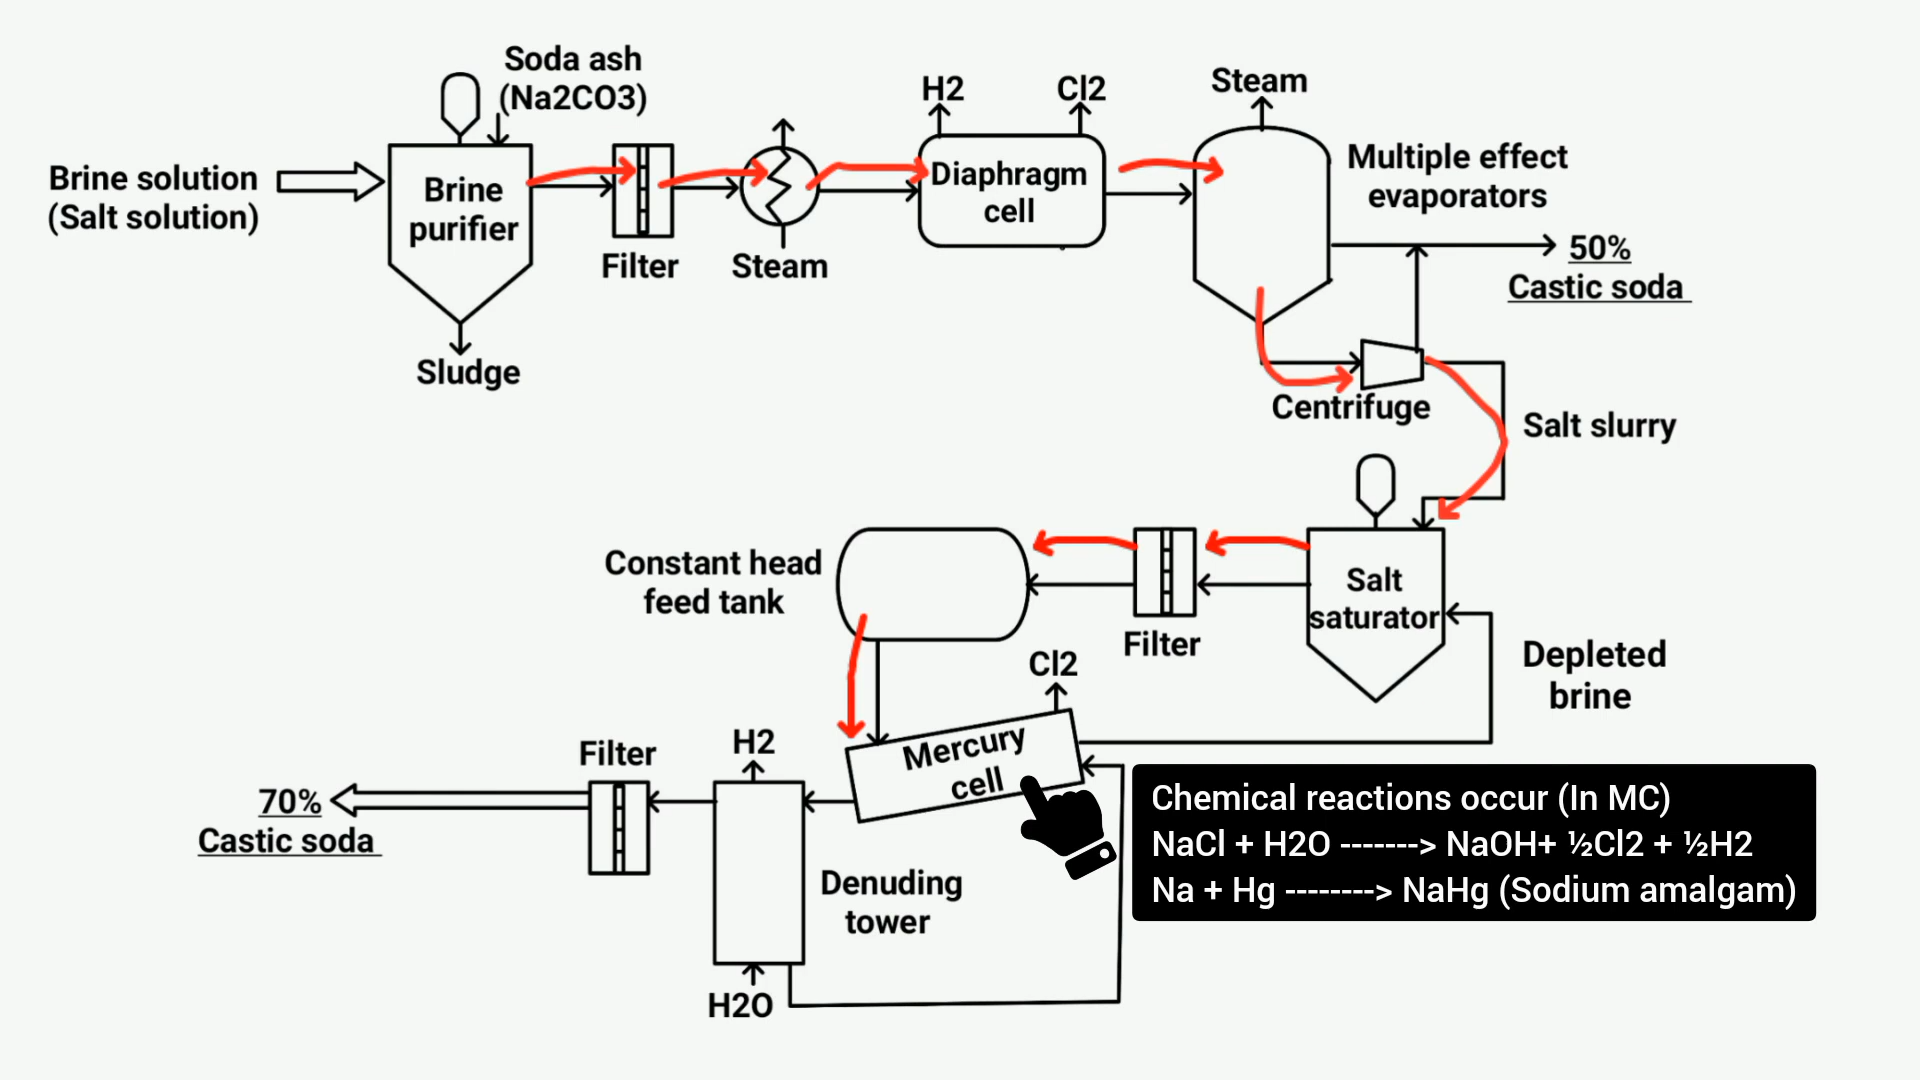 Soda ash
(Na2CO3)
H2
Cl2
Steam
Brine solution
(Salt solution)
Brine
purifier
Filter
Steam
Diaphragm
cell
Multiple effect
evaporators
50%
Castic soda
Sludge
Centrifuge
Salt slurry
Constant head
feed tank
Filter
Salt
saturator
Depleted
brine
Cl2
Mercury
cell
H2
Filter
70%
Castic soda
Denuding
tower
H2O
Chemical reactions occur (In MC)
NaCl + H2O -------> NaOH+ ½Cl2 + ½H2
Na + Hg --------> NaHg (Sodium amalgam)